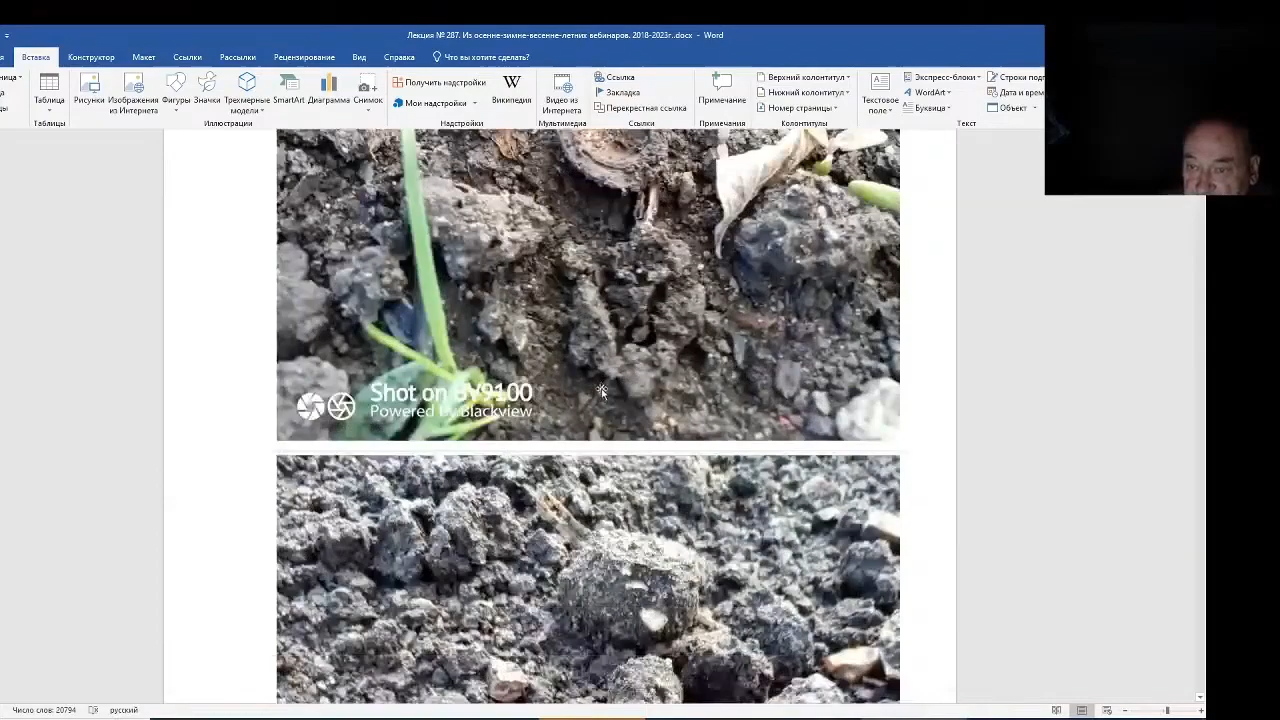 Лекция № 287. Из осенне-зимне-весенне-летних вебинаров. 2018-2023г..docx - Word
Вставка Конструктор Макет Ссылки Рассылки Рецензирование Вид Справка Что вы хотите сделать?
Таблица
Таблицы
Рисунки Изображения из Интернета Фигуры Значки Трехмерные модели SmartArt Диаграмма Снимок
Иллюстрации
Получить надстройки
Мои надстройки
Википедия
Надстройки
Видео из Интернета
Мультимедиа
Ссылка
Закладка
Перекрестная ссылка
Ссылки
Примечание
Примечания
Верхний колонтитул
Нижний колонтитул
Номер страницы
Колонтитулы
Текстовое поле
Экспресс-блоки
WordArt
Буквица
Объект
Текст
Shot on BV9100
Powered by Blackview
Число слов: 20794 русский